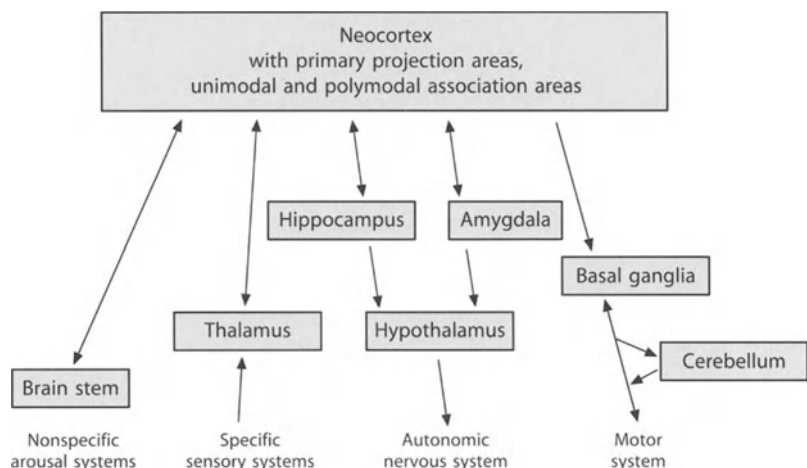 Neocortex
with primary projection areas,
unimodal and polymodal association areas
Hippocampus
Amygdala
Basal ganglia
Thalamus
Hypothalamus
Cerebellum
Brain stem
Nonspecific
arousal systems
Specific
sensory systems
Autonomic
nervous system
Motor
system